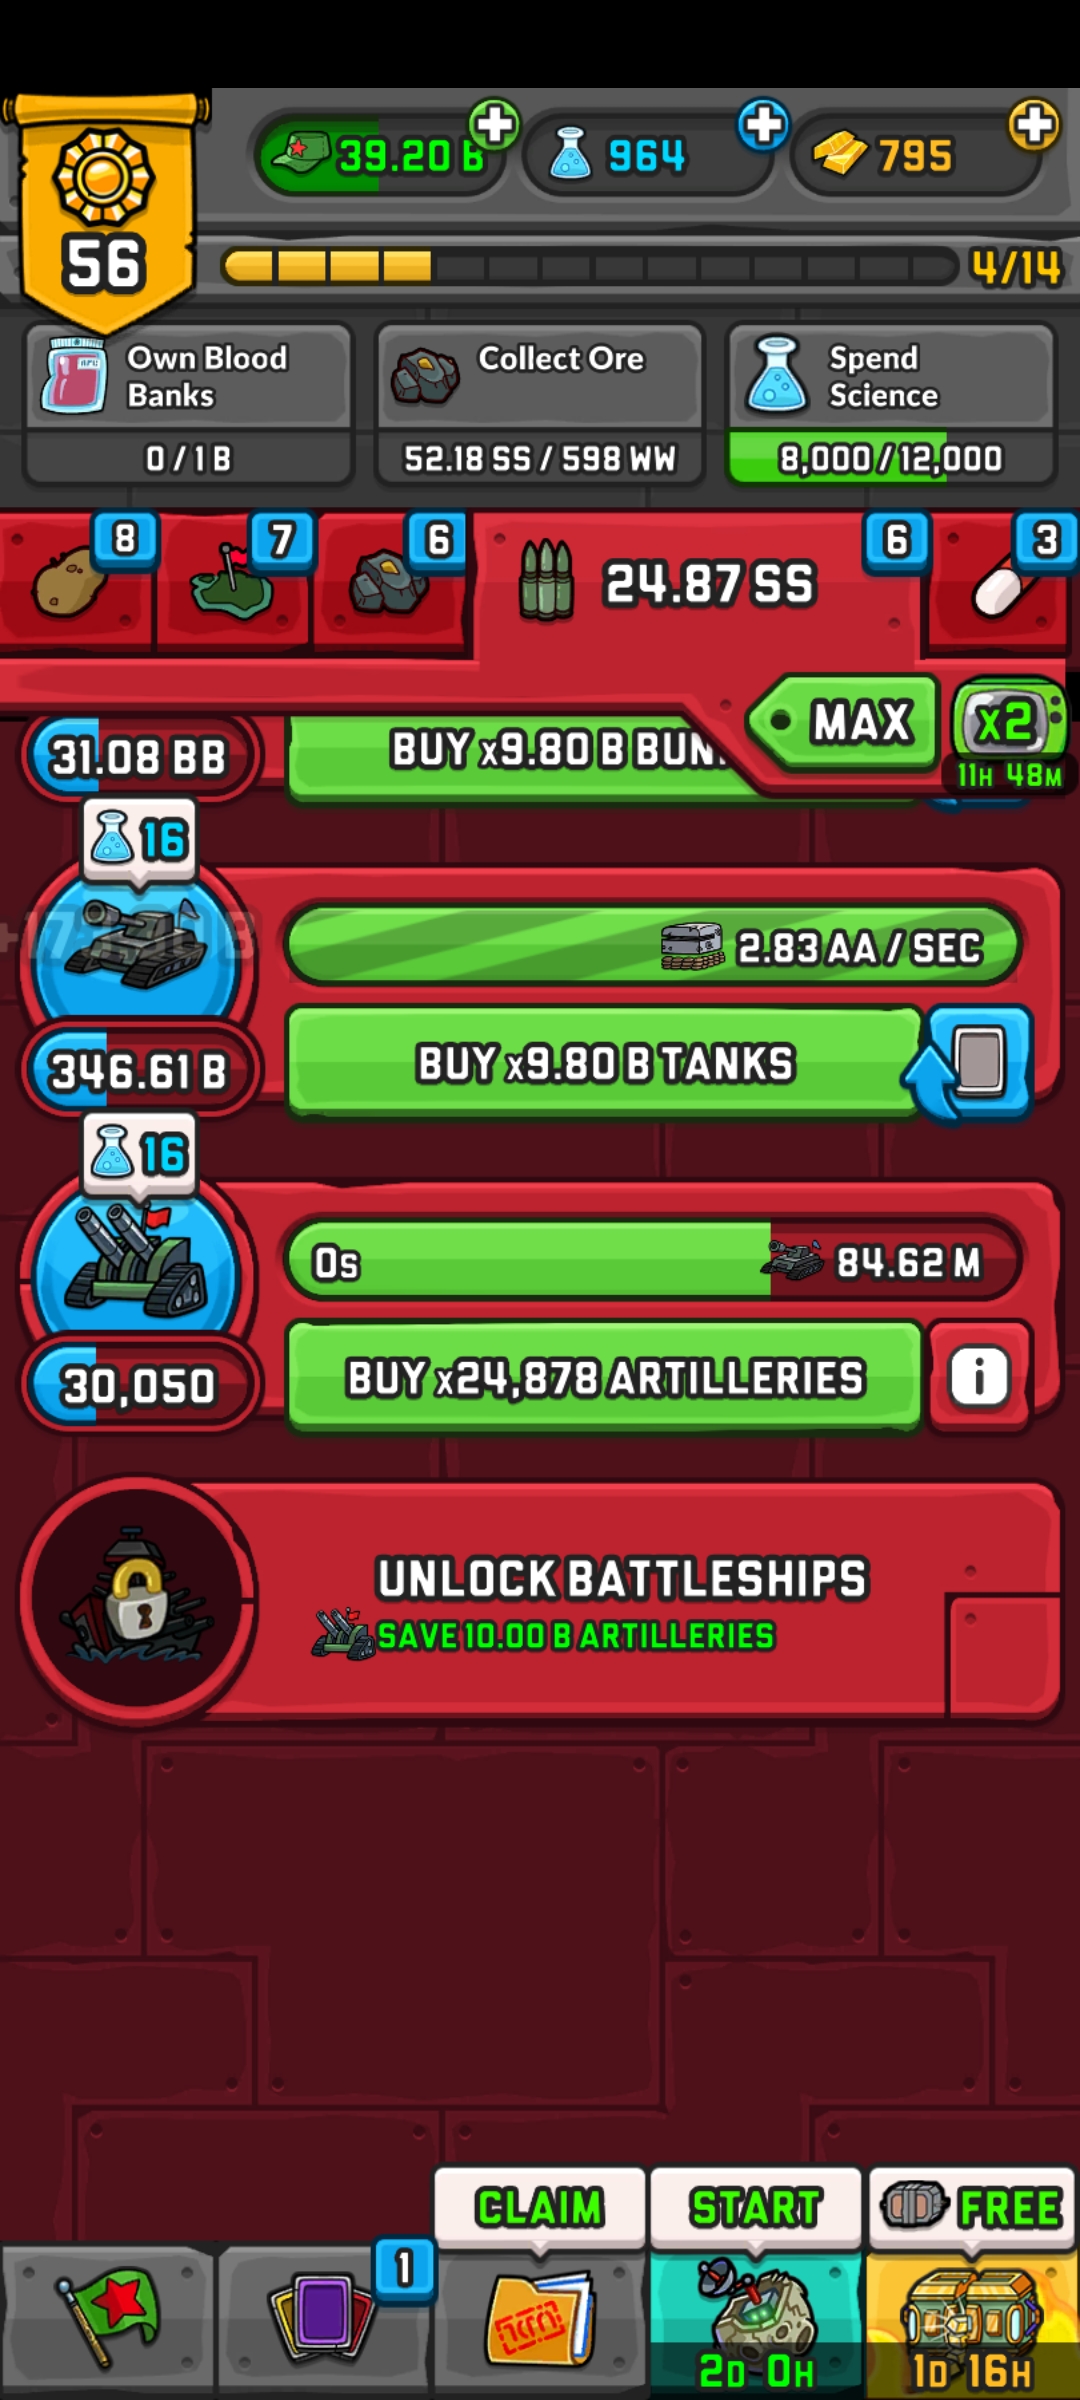 39.20 B
964
795
56
4/14
Own Blood
Banks
0 / 1 B
Collect Ore
52.18 SS / 598 WW
Spend
Science
8,000 / 12,000
8
7
6
24.87 SS
6
3
MAX
x2
11H 48M
31.08 BB
BUY x9.80 B BUN
16
2.83 AA / SEC
346.61 B
BUY x9.80 B TANKS
16
0s
84.62 M
30,050
BUY x24,878 ARTILLERIES
i
UNLOCK BATTLESHIPS
SAVE 10.00 B ARTILLERIES
CLAIM
START
FREE
1
2D 0H
1D 16H